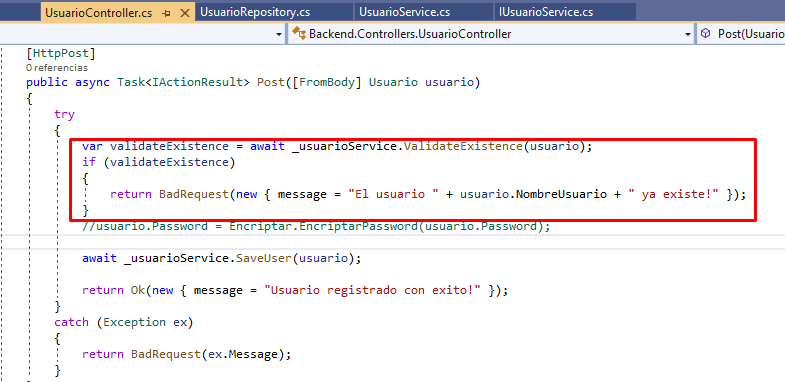 UsuarioController.cs UsuarioRepository.cs UsuarioService.cs IUsuarioService.cs
Backend.Controllers.UsuarioController Post(Usuario
[HttpPost]
0 referencias
public async Task<IActionResult> Post([FromBody] Usuario usuario)
{
try
{
var validateExistence = await _usuarioService.ValidateExistence(usuario);
if (validateExistence)
{
return BadRequest(new { message = "El usuario " + usuario.NombreUsuario + " ya existe!" });
}
//usuario.Password = Encriptar.EncriptarPassword(usuario.Password);
await _usuarioService.SaveUser(usuario);
return Ok(new { message = "Usuario registrado con exito!" });
}
catch (Exception ex)
{
return BadRequest(ex.Message);
}